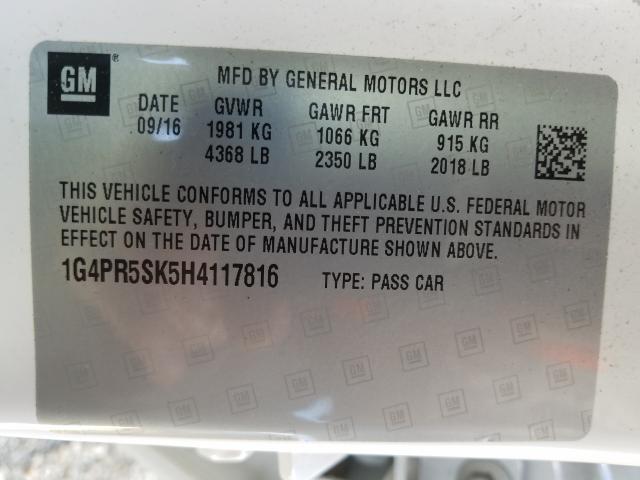 GM ®
MFD BY GENERAL MOTORS LLC
DATE GVWR GAWR FRT GAWR RR
09/16 1981 KG 1066 KG 915 KG
4368 LB 2350 LB 2018 LB
THIS VEHICLE CONFORMS TO ALL APPLICABLE U.S. FEDERAL MOTOR
VEHICLE SAFETY, BUMPER, AND THEFT PREVENTION STANDARDS IN
EFFECT ON THE DATE OF MANUFACTURE SHOWN ABOVE.
1G4PR5SK5H4117816 TYPE: PASS CAR